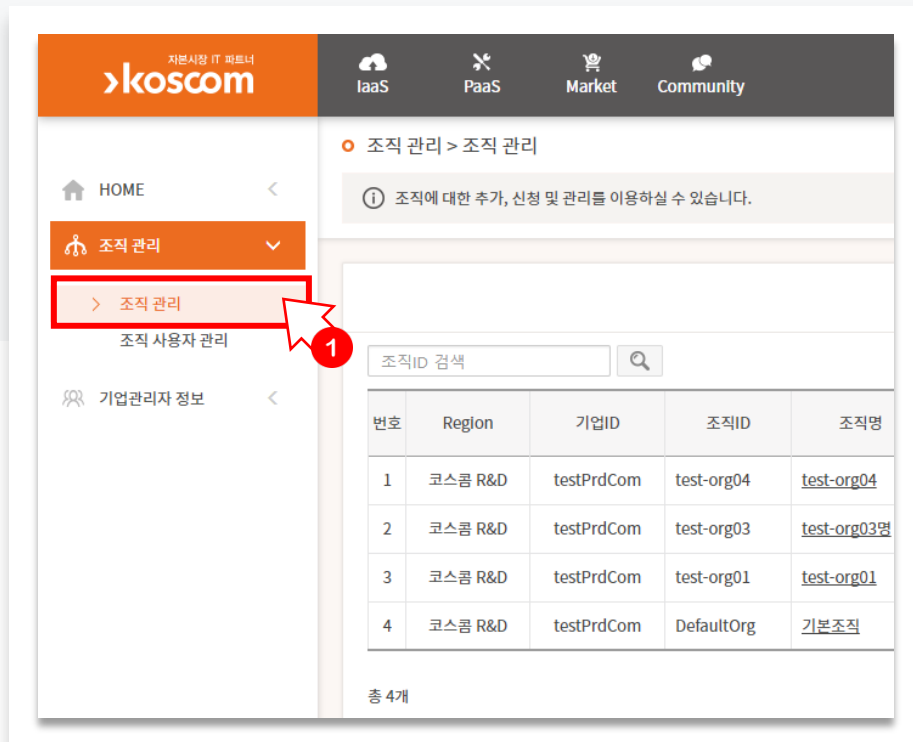 자본시장 IT 파트너
koscom
IaaS PaaS Market Community
조직 관리 > 조직 관리
HOME
조직에 대한 추가, 신청 및 관리를 이용하실 수 있습니다.
조직 관리
조직 관리
조직 사용자 관리
1
조직ID 검색
기업관리자 정보
번호 Region 기업ID 조직ID 조직명
1 코스콤 R&D testPrdCom test-org04 test-org04
2 코스콤 R&D testPrdCom test-org03 test-org03명
3 코스콤 R&D testPrdCom test-org01 test-org01
4 코스콤 R&D testPrdCom DefaultOrg 기본조직
총 4개